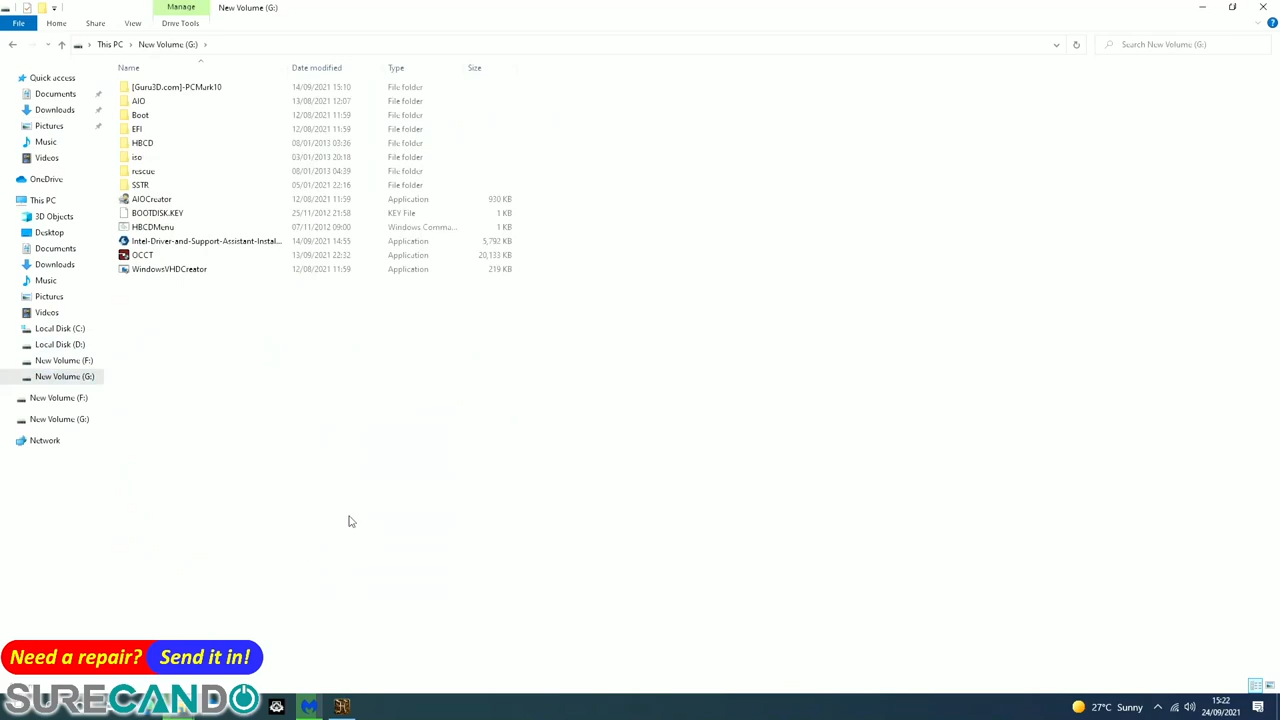 Manage
New Volume (G:)
File
Home
Share
View
Drive Tools
This PC
New Volume (G:)
Search New Volume (G:)
Name
Date modified
Type
Size
Quick access
Documents
Downloads
Pictures
Music
Videos
OneDrive
This PC
3D Objects
Desktop
Documents
Downloads
Music
Pictures
Videos
Local Disk (C:)
Local Disk (D:)
New Volume (F:)
New Volume (G:)
New Volume (F:)
New Volume (G:)
Network
[Guru3D.com]-PCMark10 14/09/2021 15:10 File folder
AIO 13/08/2021 12:07 File folder
Boot 12/08/2021 11:59 File folder
EFI 12/08/2021 11:59 File folder
HBCD 08/01/2013 03:36 File folder
iso 03/01/2013 20:18 File folder
rescue 08/01/2013 04:39 File folder
SSTR 05/01/2021 22:16 File folder
AIOCreator 12/08/2021 11:59 Application 930 KB
BOOTDISK.KEY 25/11/2012 21:58 KEY File 1 KB
HBCDMenu 07/11/2012 09:00 Windows Comma... 1 KB
Intel-Driver-and-Support-Assistant-Instal... 14/09/2021 14:55 Application 5,792 KB
OCCT 13/09/2021 22:32 Application 20,133 KB
WindowsVHDCreator 12/08/2021 11:59 Application 219 KB
Need a repair? Send it in!
SURECANDO
27°C Sunny
15:22
24/09/2021